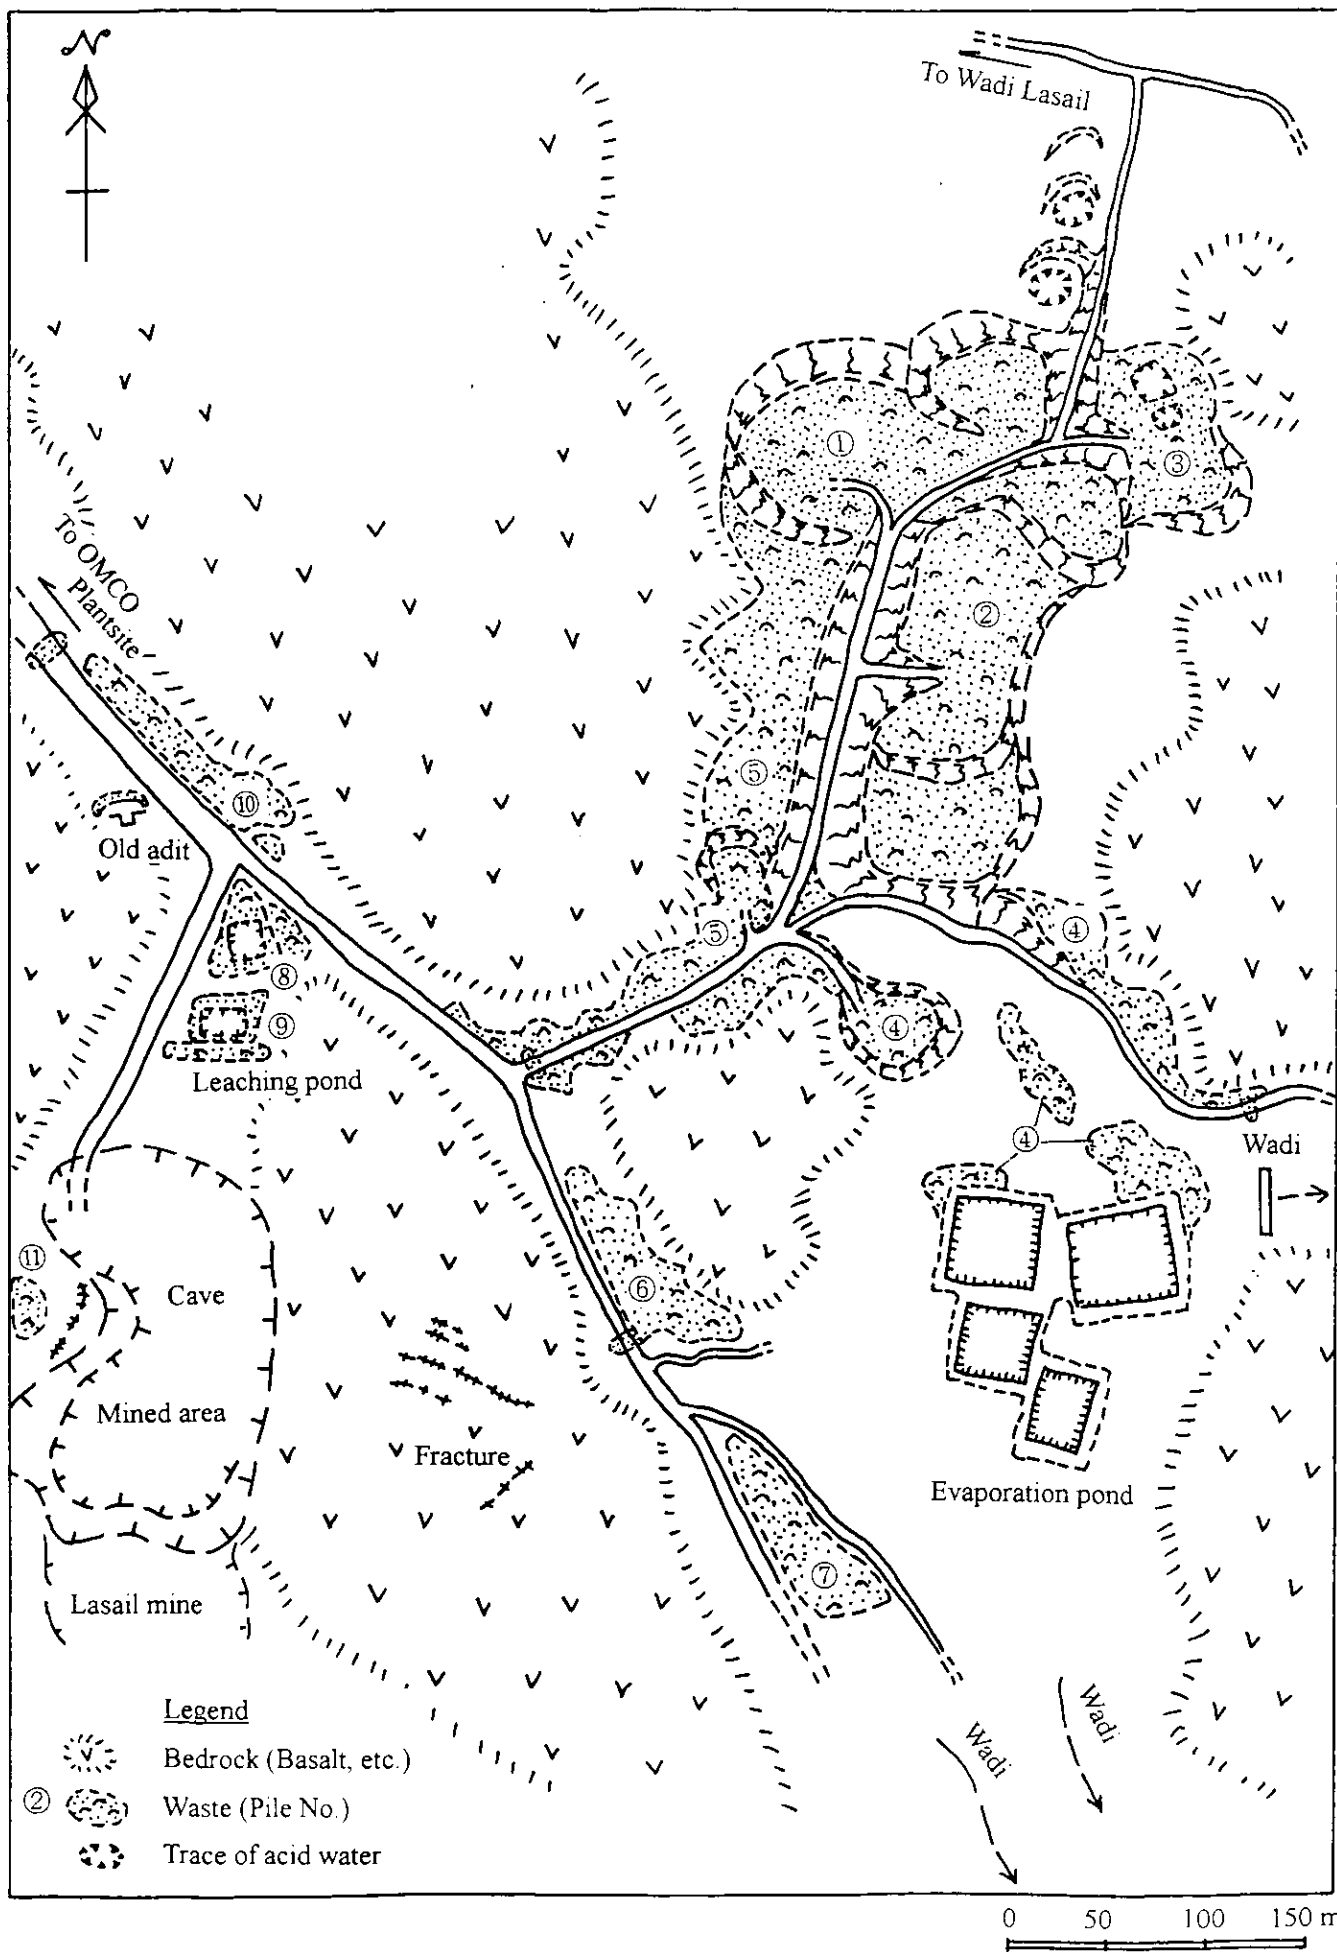 N
To Wadi Lasail
①
③
To OMCO
Plantsite
②
⑤
⑩
Old adit
⑤
④
⑧
④
⑨
Leaching pond
④
Wadi
⑪
Cave
⑥
Mined area
Fracture
Evaporation pond
⑦
Lasail mine
Wadi
Wadi
Legend
Bedrock (Basalt, etc.)
② Waste (Pile No.)
Trace of acid water
0 50 100 150 m